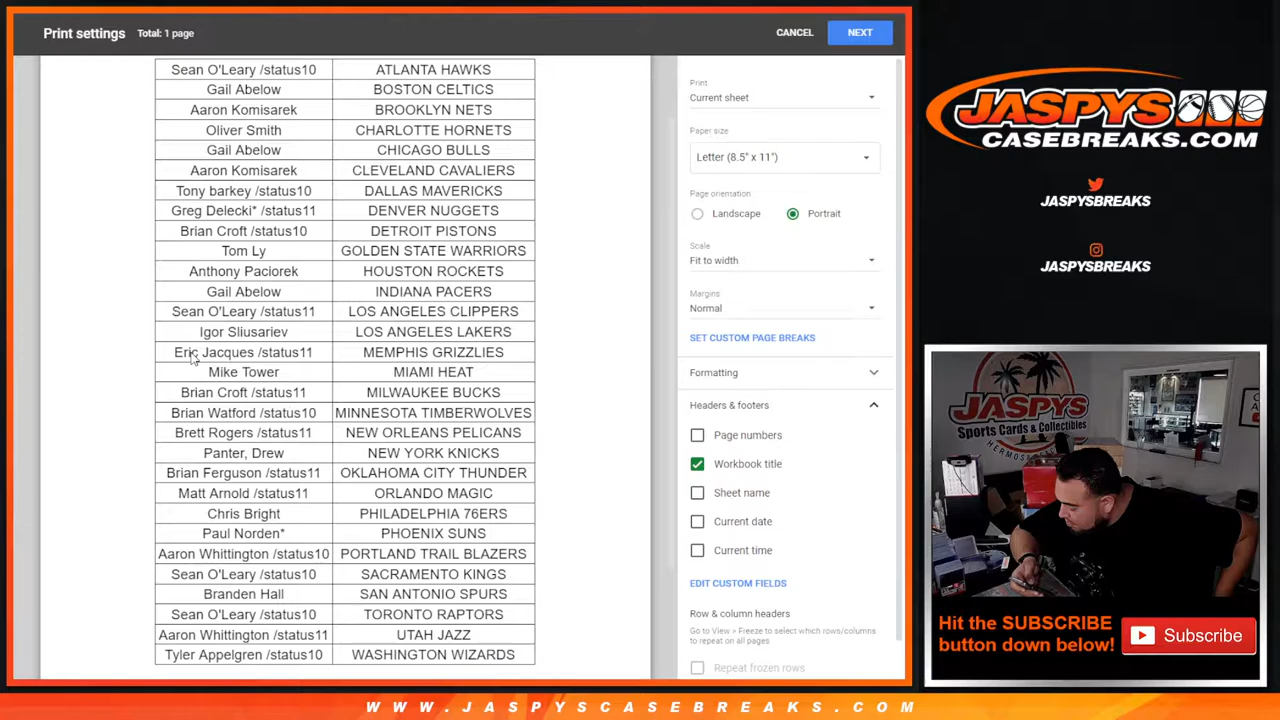 Print settings Total: 1 page CANCEL NEXT
Sean O'Leary /status10 ATLANTA HAWKS
Gail Abelow BOSTON CELTICS
Aaron Komisarek BROOKLYN NETS
Oliver Smith CHARLOTTE HORNETS
Gail Abelow CHICAGO BULLS
Aaron Komisarek CLEVELAND CAVALIERS
Tony barkey /status10 DALLAS MAVERICKS
Greg Delecki* /status11 DENVER NUGGETS
Brian Croft /status10 DETROIT PISTONS
Tom Ly GOLDEN STATE WARRIORS
Anthony Paciorek HOUSTON ROCKETS
Gail Abelow INDIANA PACERS
Sean O'Leary /status11 LOS ANGELES CLIPPERS
Igor Sliusariev LOS ANGELES LAKERS
Eric Jacques /status11 MEMPHIS GRIZZLIES
Mike Tower MIAMI HEAT
Brian Croft /status11 MILWAUKEE BUCKS
Brian Watford /status10 MINNESOTA TIMBERWOLVES
Brett Rogers /status11 NEW ORLEANS PELICANS
Panter, Drew NEW YORK KNICKS
Brian Ferguson /status11 OKLAHOMA CITY THUNDER
Matt Arnold /status11 ORLANDO MAGIC
Chris Bright PHILADELPHIA 76ERS
Paul Norden* PHOENIX SUNS
Aaron Whittington /status10 PORTLAND TRAIL BLAZERS
Sean O'Leary /status10 SACRAMENTO KINGS
Branden Hall SAN ANTONIO SPURS
Sean O'Leary /status10 TORONTO RAPTORS
Aaron Whittington /status11 UTAH JAZZ
Tyler Appelgren /status10 WASHINGTON WIZARDS
Print
Current sheet
Paper size
Letter (8.5" x 11")
Page orientation
Landscape Portrait
Scale
Fit to width
Margins
Normal
SET CUSTOM PAGE BREAKS
Formatting
Headers & footers
Page numbers
Workbook title
Sheet name
Current date
Current time
EDIT CUSTOM FIELDS
Row & column headers
Go to View > Freeze to select which rows/columns
to repeat on all pages
Repeat frozen rows
JASPYS
CASEBREAKS.COM
JASPYSBREAKS
JASPYSBREAKS
JASPYS
Sports Cards & Collectibles
Hit the SUBSCRIBE
button down below!
Subscribe
WWW.JASPYSCASEBREAKS.COM